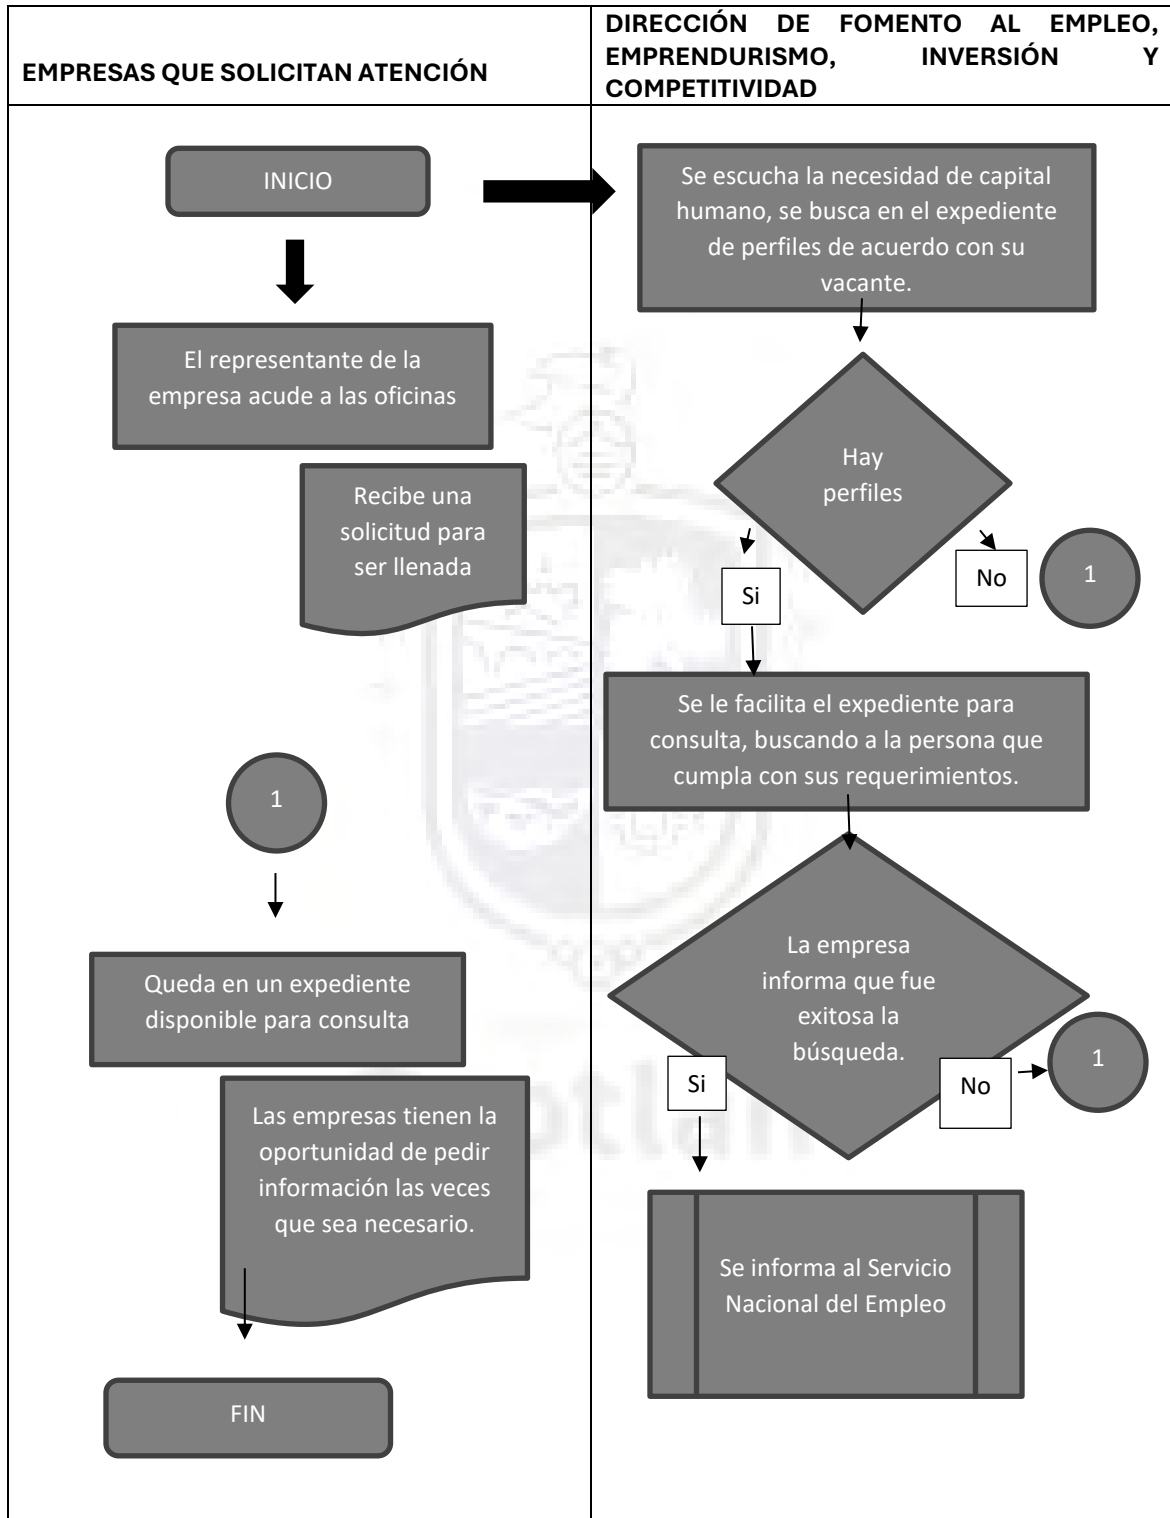 EMPRESAS QUE SOLICITAN ATENCIÓN
DIRECCIÓN DE FOMENTO AL EMPLEO,
EMPRENDURISMO, INVERSIÓN Y
COMPETITIVIDAD
INICIO
El representante de la
empresa acude a las oficinas
Recibe una
solicitud para
ser llenada
1
Queda en un expediente
disponible para consulta
Las empresas tienen la
oportunidad de pedir
información las veces
que sea necesario.
FIN
Se escucha la necesidad de capital
humano, se busca en el expediente
de perfiles de acuerdo con su
vacante.
Hay
perfiles
Si
No
1
Se le facilita el expediente para
consulta, buscando a la persona que
cumpla con sus requerimientos.
La empresa
informa que fue
exitosa la
búsqueda.
Si
No
1
Se informa al Servicio
Nacional del Empleo